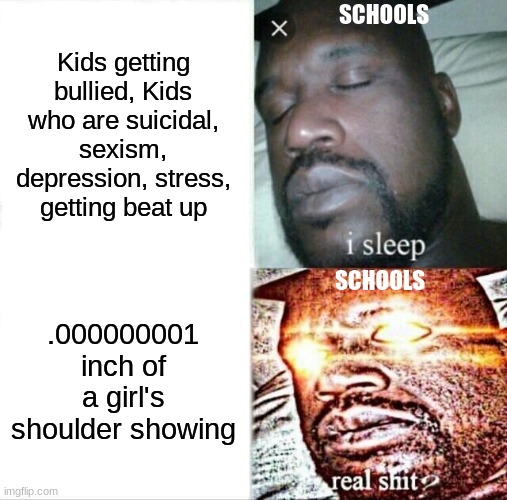 Kids getting
bullied, Kids
who are suicidal,
sexism,
depression, stress,
getting beat up
SCHOOLS
i sleep
.000000001
inch of
a girl's
shoulder showing
SCHOOLS
real shit?
imgflip.com